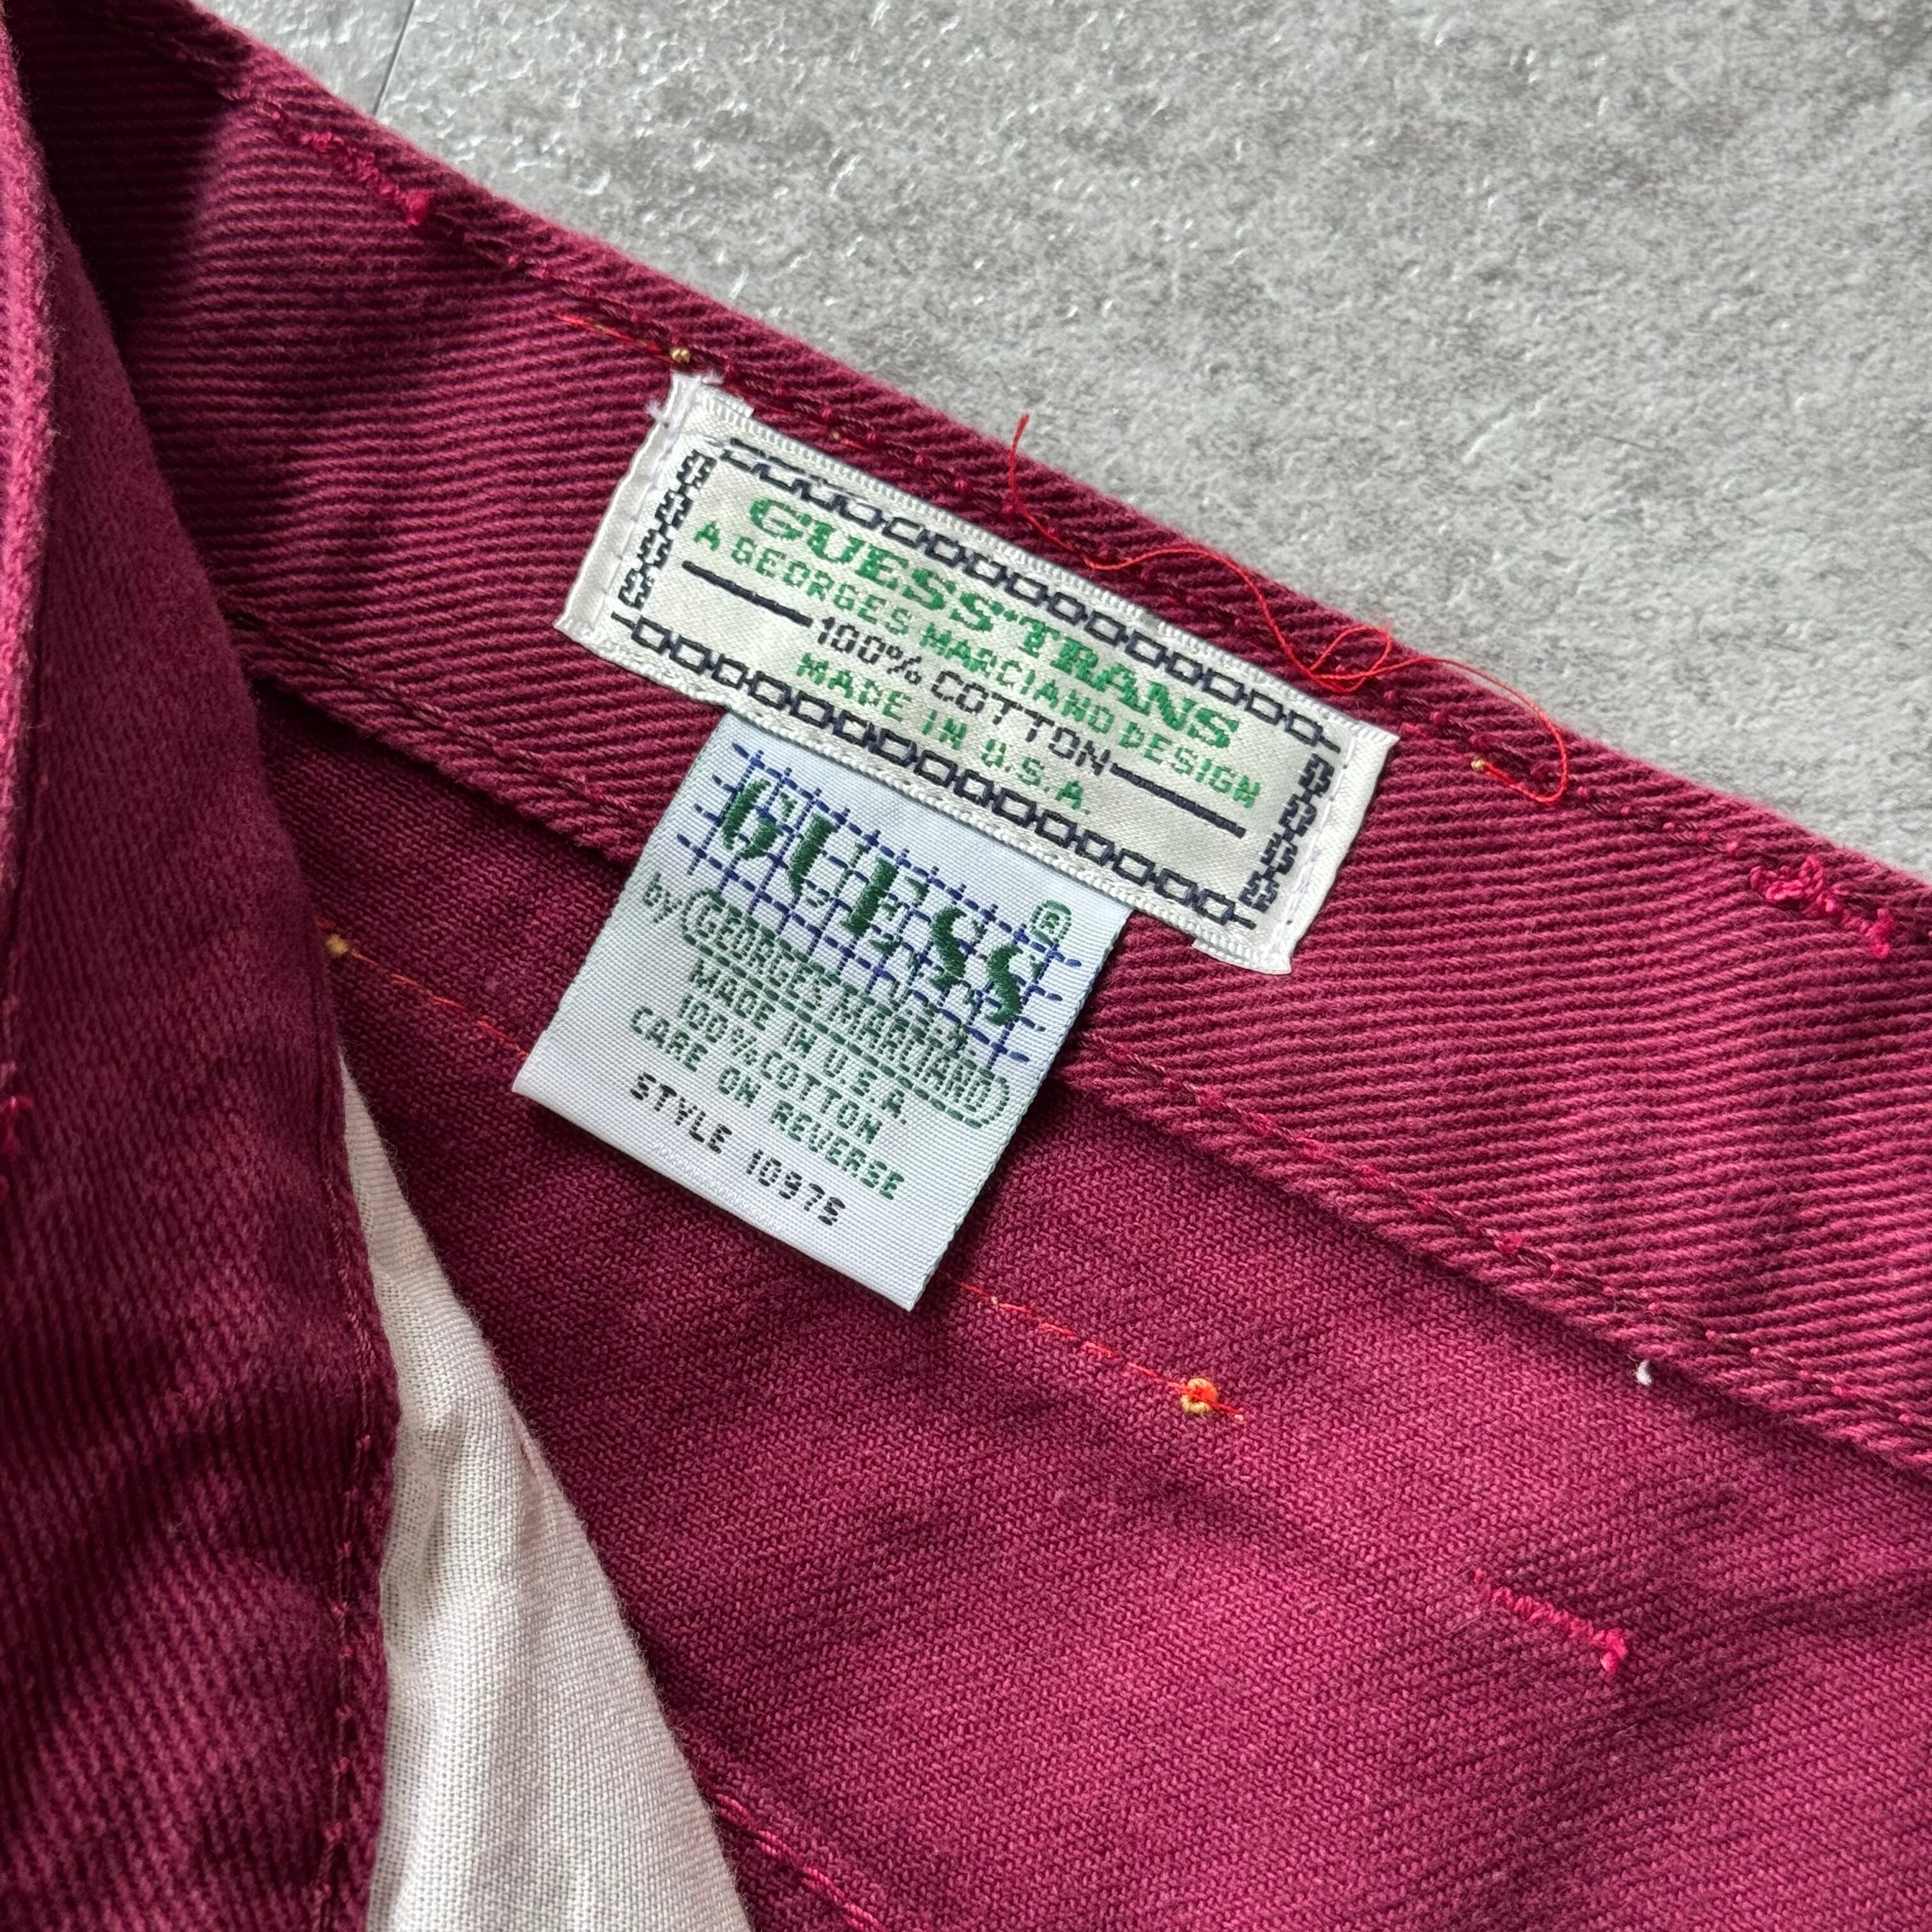 GUESS*TRANS
A GEORGES MARCIANO DESIGN
100% COTTON
MADE IN U.S.A.
GUESS®
by GEORGES MARCIANO
MADE IN U.S.A.
100% COTTON
CARE ON REVERSE
STYLE 10975